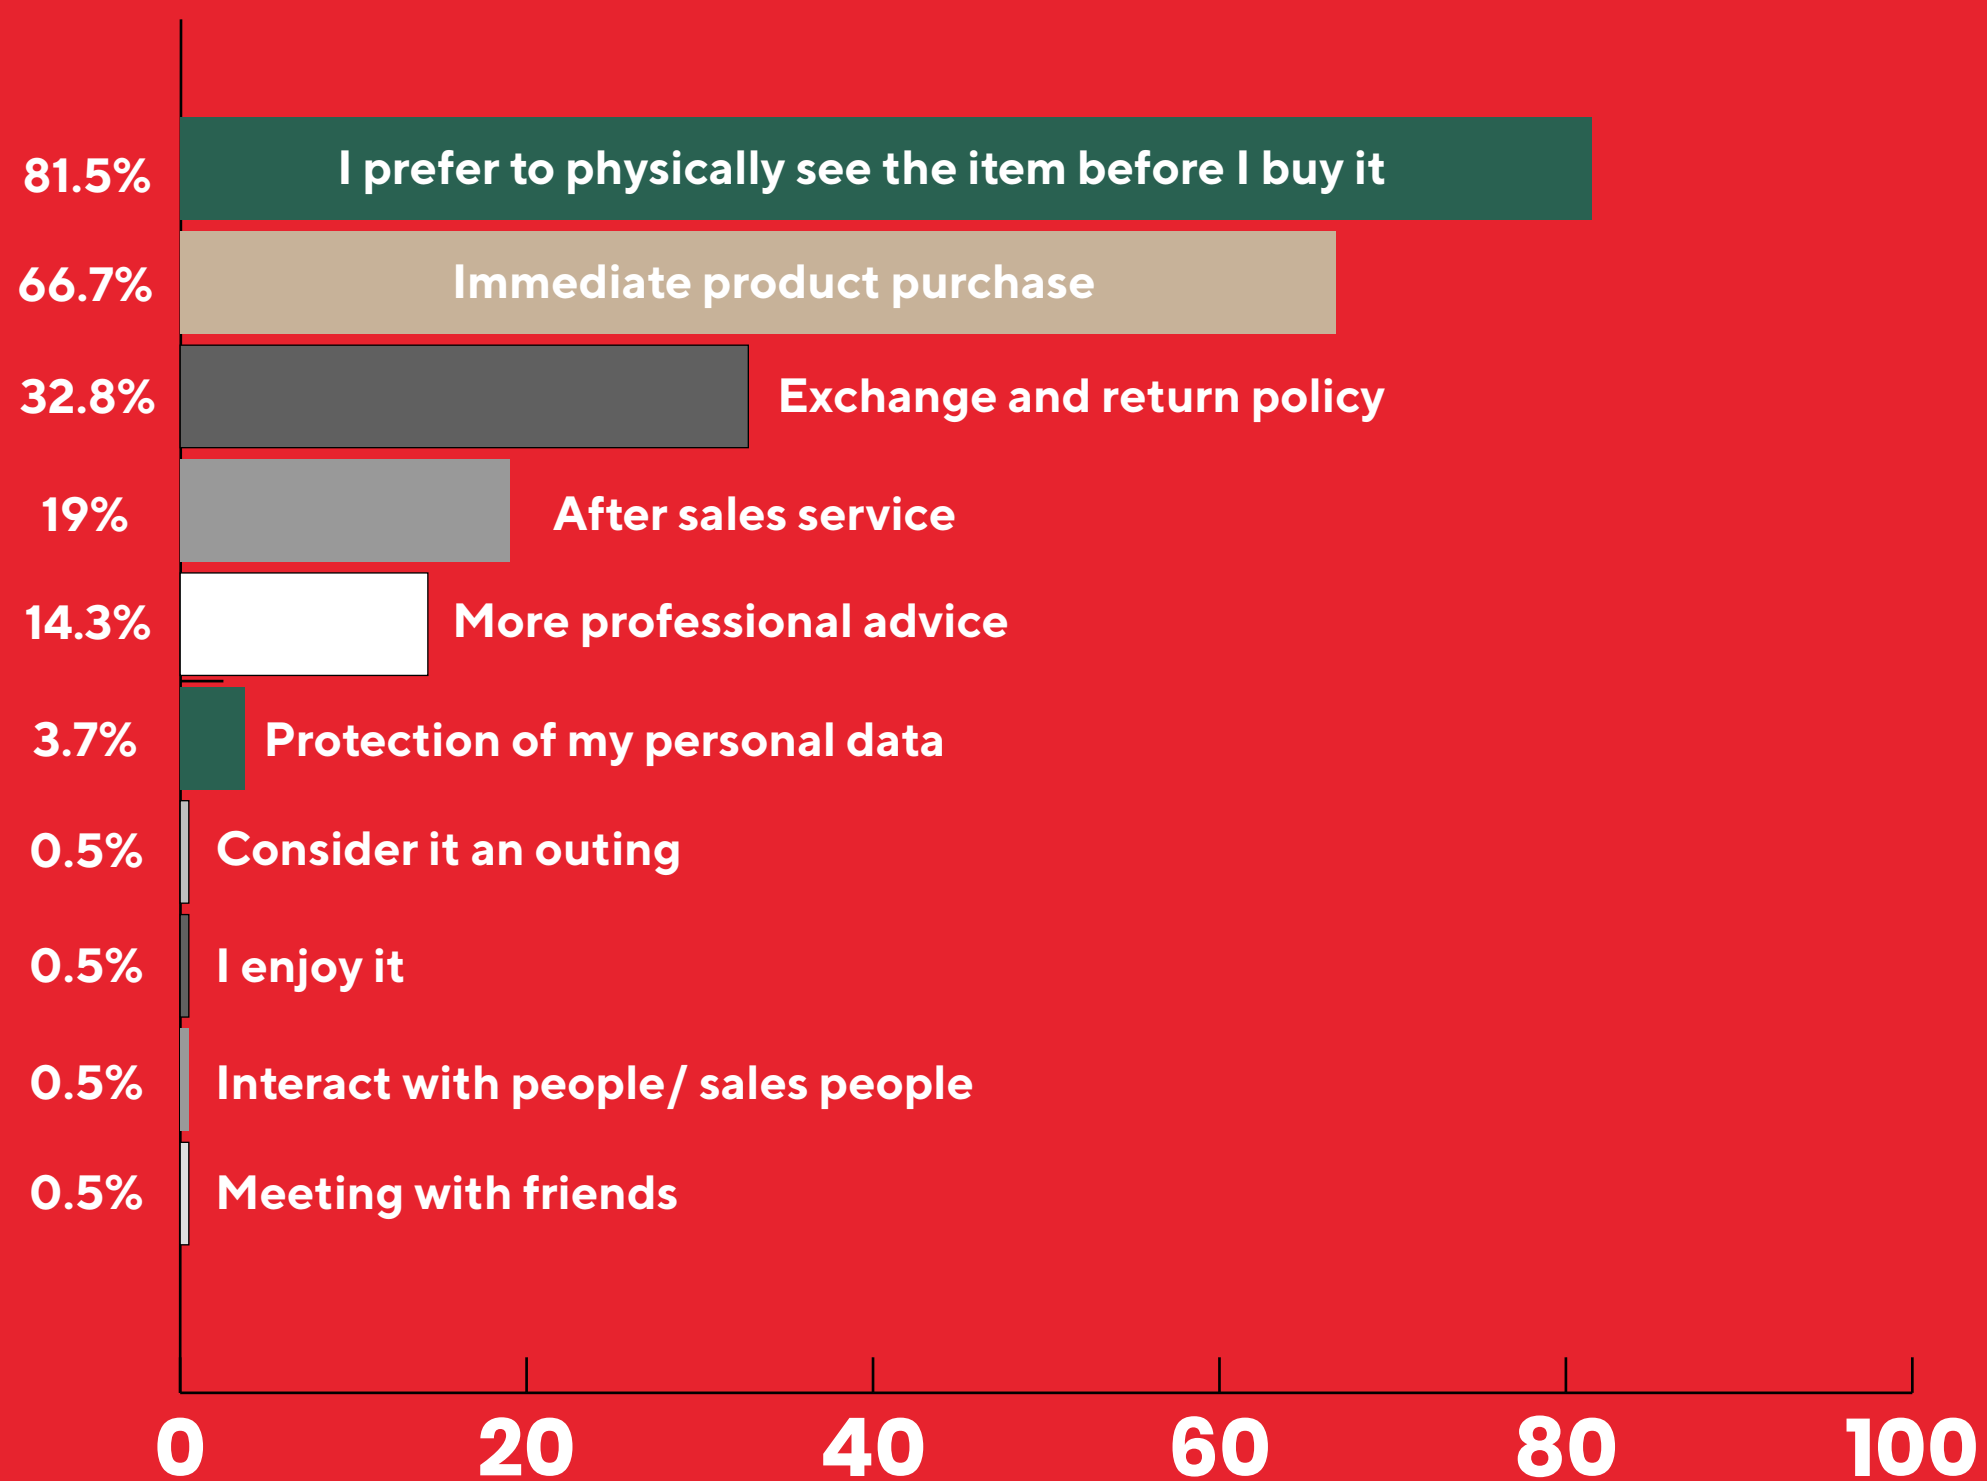 81.5% I prefer to physically see the item before I buy it
66.7% Immediate product purchase
32.8% Exchange and return policy
19% After sales service
14.3% More professional advice
3.7% Protection of my personal data
0.5% Consider it an outing
0.5% I enjoy it
0.5% Interact with people/ sales people
0.5% Meeting with friends
0 20 40 60 80 100